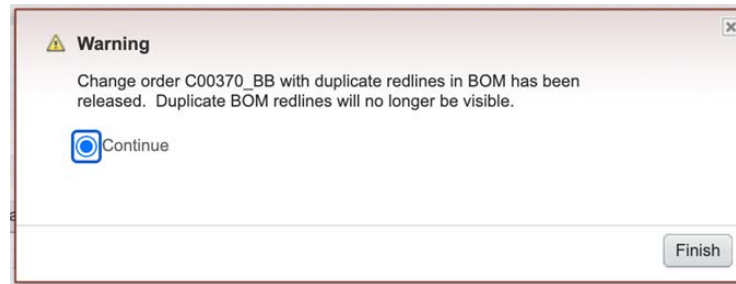 Warning
Change order C00370_BB with duplicate redlines in BOM has been
released.  Duplicate BOM redlines will no longer be visible.
Continue
Finish